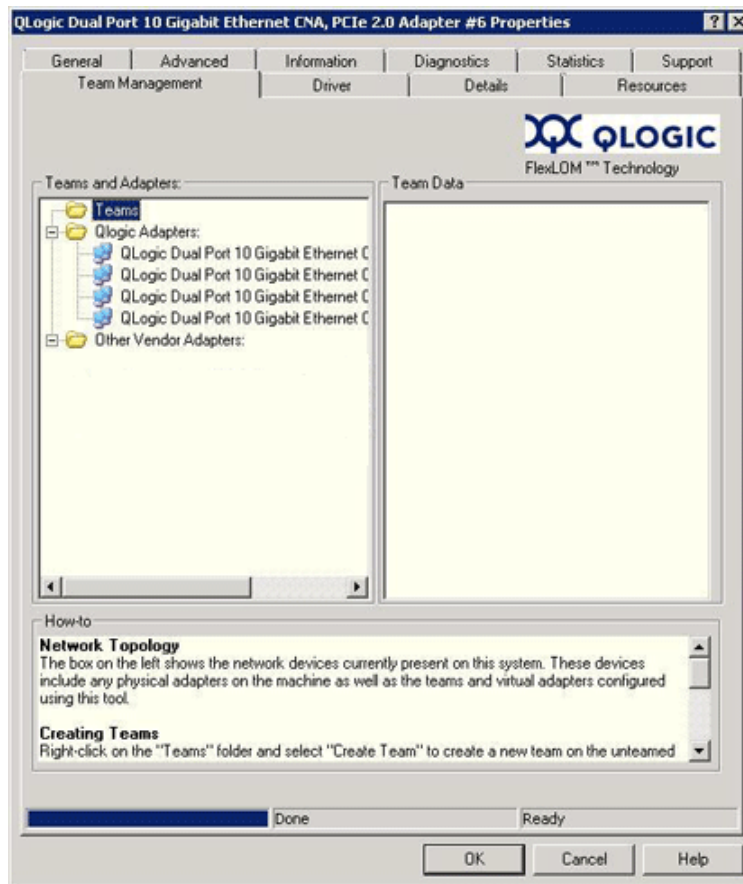 QLogic Dual Port 10 Gigabit Ethernet CNA, PCIe 2.0 Adapter #6 Properties
General
Advanced
Information
Diagnostics
Statistics
Support
Team Management
Driver
Details
Resources
QLOGIC
FlexLOM ™ Technology
Teams and Adapters:
Team Data
Teams
Qlogic Adapters:
QLogic Dual Port 10 Gigabit Ethernet C
QLogic Dual Port 10 Gigabit Ethernet C
QLogic Dual Port 10 Gigabit Ethernet C
QLogic Dual Port 10 Gigabit Ethernet C
Other Vendor Adapters:
How-to
Network Topology
The box on the left shows the network devices currently present on this system. These devices
include any physical adapters on the machine as well as the teams and virtual adapters configured
using this tool.
Creating Teams
Right-click on the "Teams" folder and select "Create Team" to create a new team on the unteamed
Done
Ready
OK
Cancel
Help